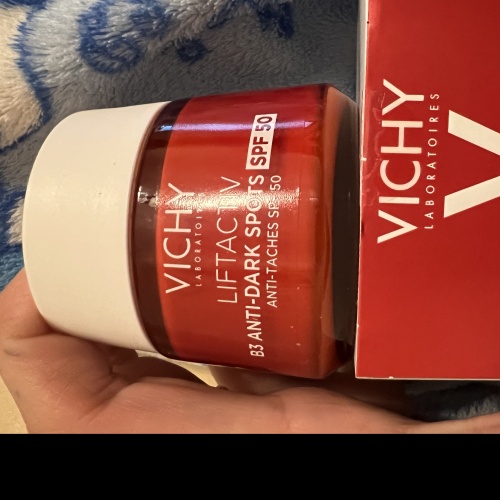 VICHY
LABORATOIRES
LIFTACTIV
B3 ANTI-DARK SPOTS SPF 50
ANTI-TACHES SPF 50
VICHY
LABORATOIRES
V